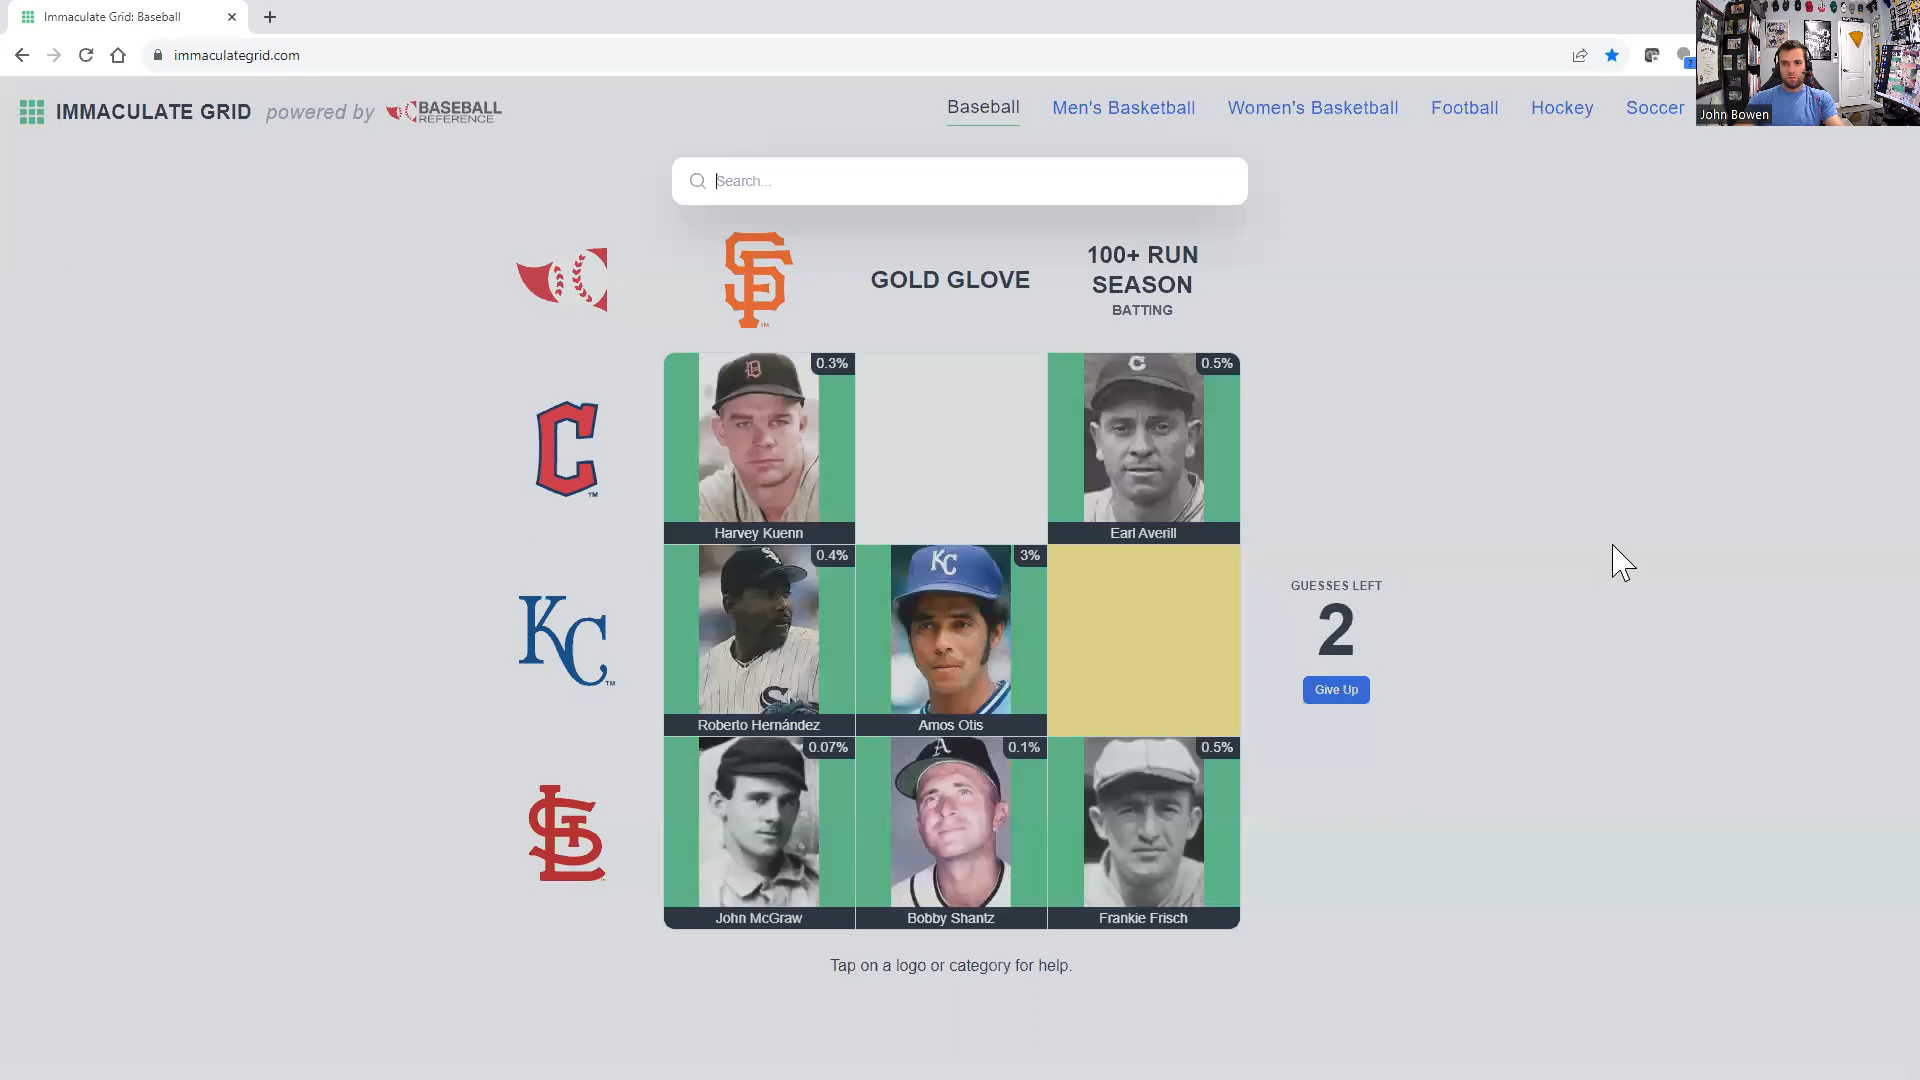 Immaculate Grid: Baseball
immaculategrid.com
John Bowen
IMMACULATE GRID powered by BASEBALL REFERENCE
Baseball Men's Basketball Women's Basketball Football Hockey Soccer
Search...
SF
GOLD GLOVE
100+ RUN
SEASON
BATTING
0.3%
0.5%
C
Harvey Kuenn
Earl Averill
0.4%
3%
KC
GUESSES LEFT
2
Give Up
Roberto Hernández
Amos Otis
0.07%
0.1%
0.5%
STL
John McGraw
Bobby Shantz
Frankie Frisch
Tap on a logo or category for help.